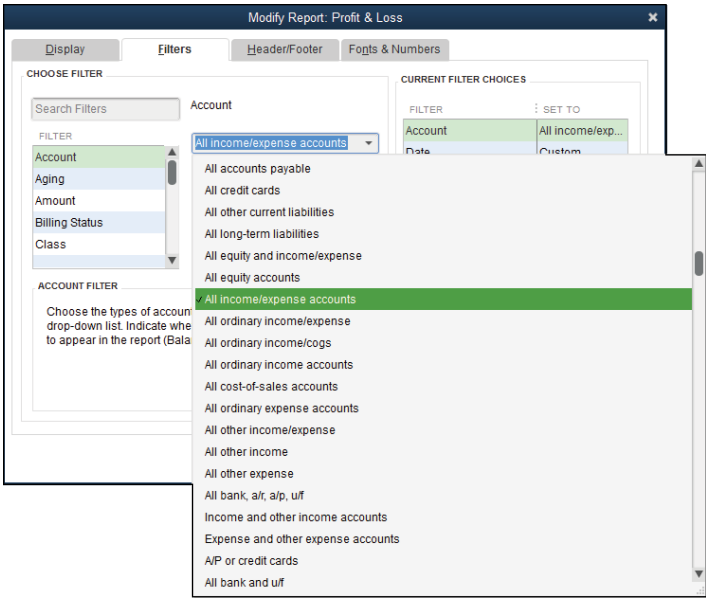 Modify Report: Profit & Loss
Display
Filters
Header/Footer
Fonts & Numbers
CHOOSE FILTER
Search Filters
FILTER
Account
Aging
Amount
Billing Status
Class
Account
All income/expense accounts
CURRENT FILTER CHOICES
FILTER
SET TO
Account
All income/exp...
Date
Custom
ACCOUNT FILTER
Choose the types of accoun
drop-down list. Indicate whe
to appear in the report (Bala
All accounts payable
All credit cards
All other current liabilities
All long-term liabilities
All equity and income/expense
All equity accounts
All income/expense accounts
All ordinary income/expense
All ordinary income/cogs
All ordinary income accounts
All cost-of-sales accounts
All ordinary expense accounts
All other income/expense
All other income
All other expense
All bank, a/r, a/p, u/f
Income and other income accounts
Expense and other expense accounts
A/P or credit cards
All bank and u/f